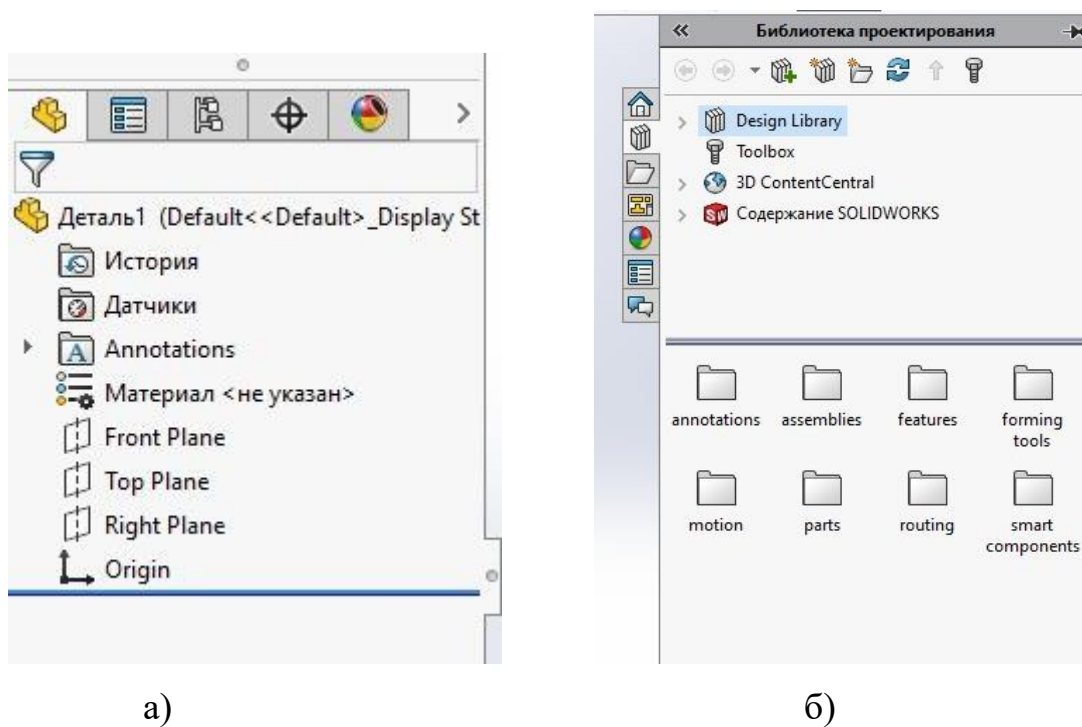 Деталь1 (Default<<Default>_Display St
История
Датчики
Annotations
Материал <не указан>
Front Plane
Top Plane
Right Plane
Origin
а)
Библиотека проектирования
Design Library
Toolbox
3D ContentCentral
Содержание SOLIDWORKS
annotations assemblies features forming tools
motion parts routing smart components
б)